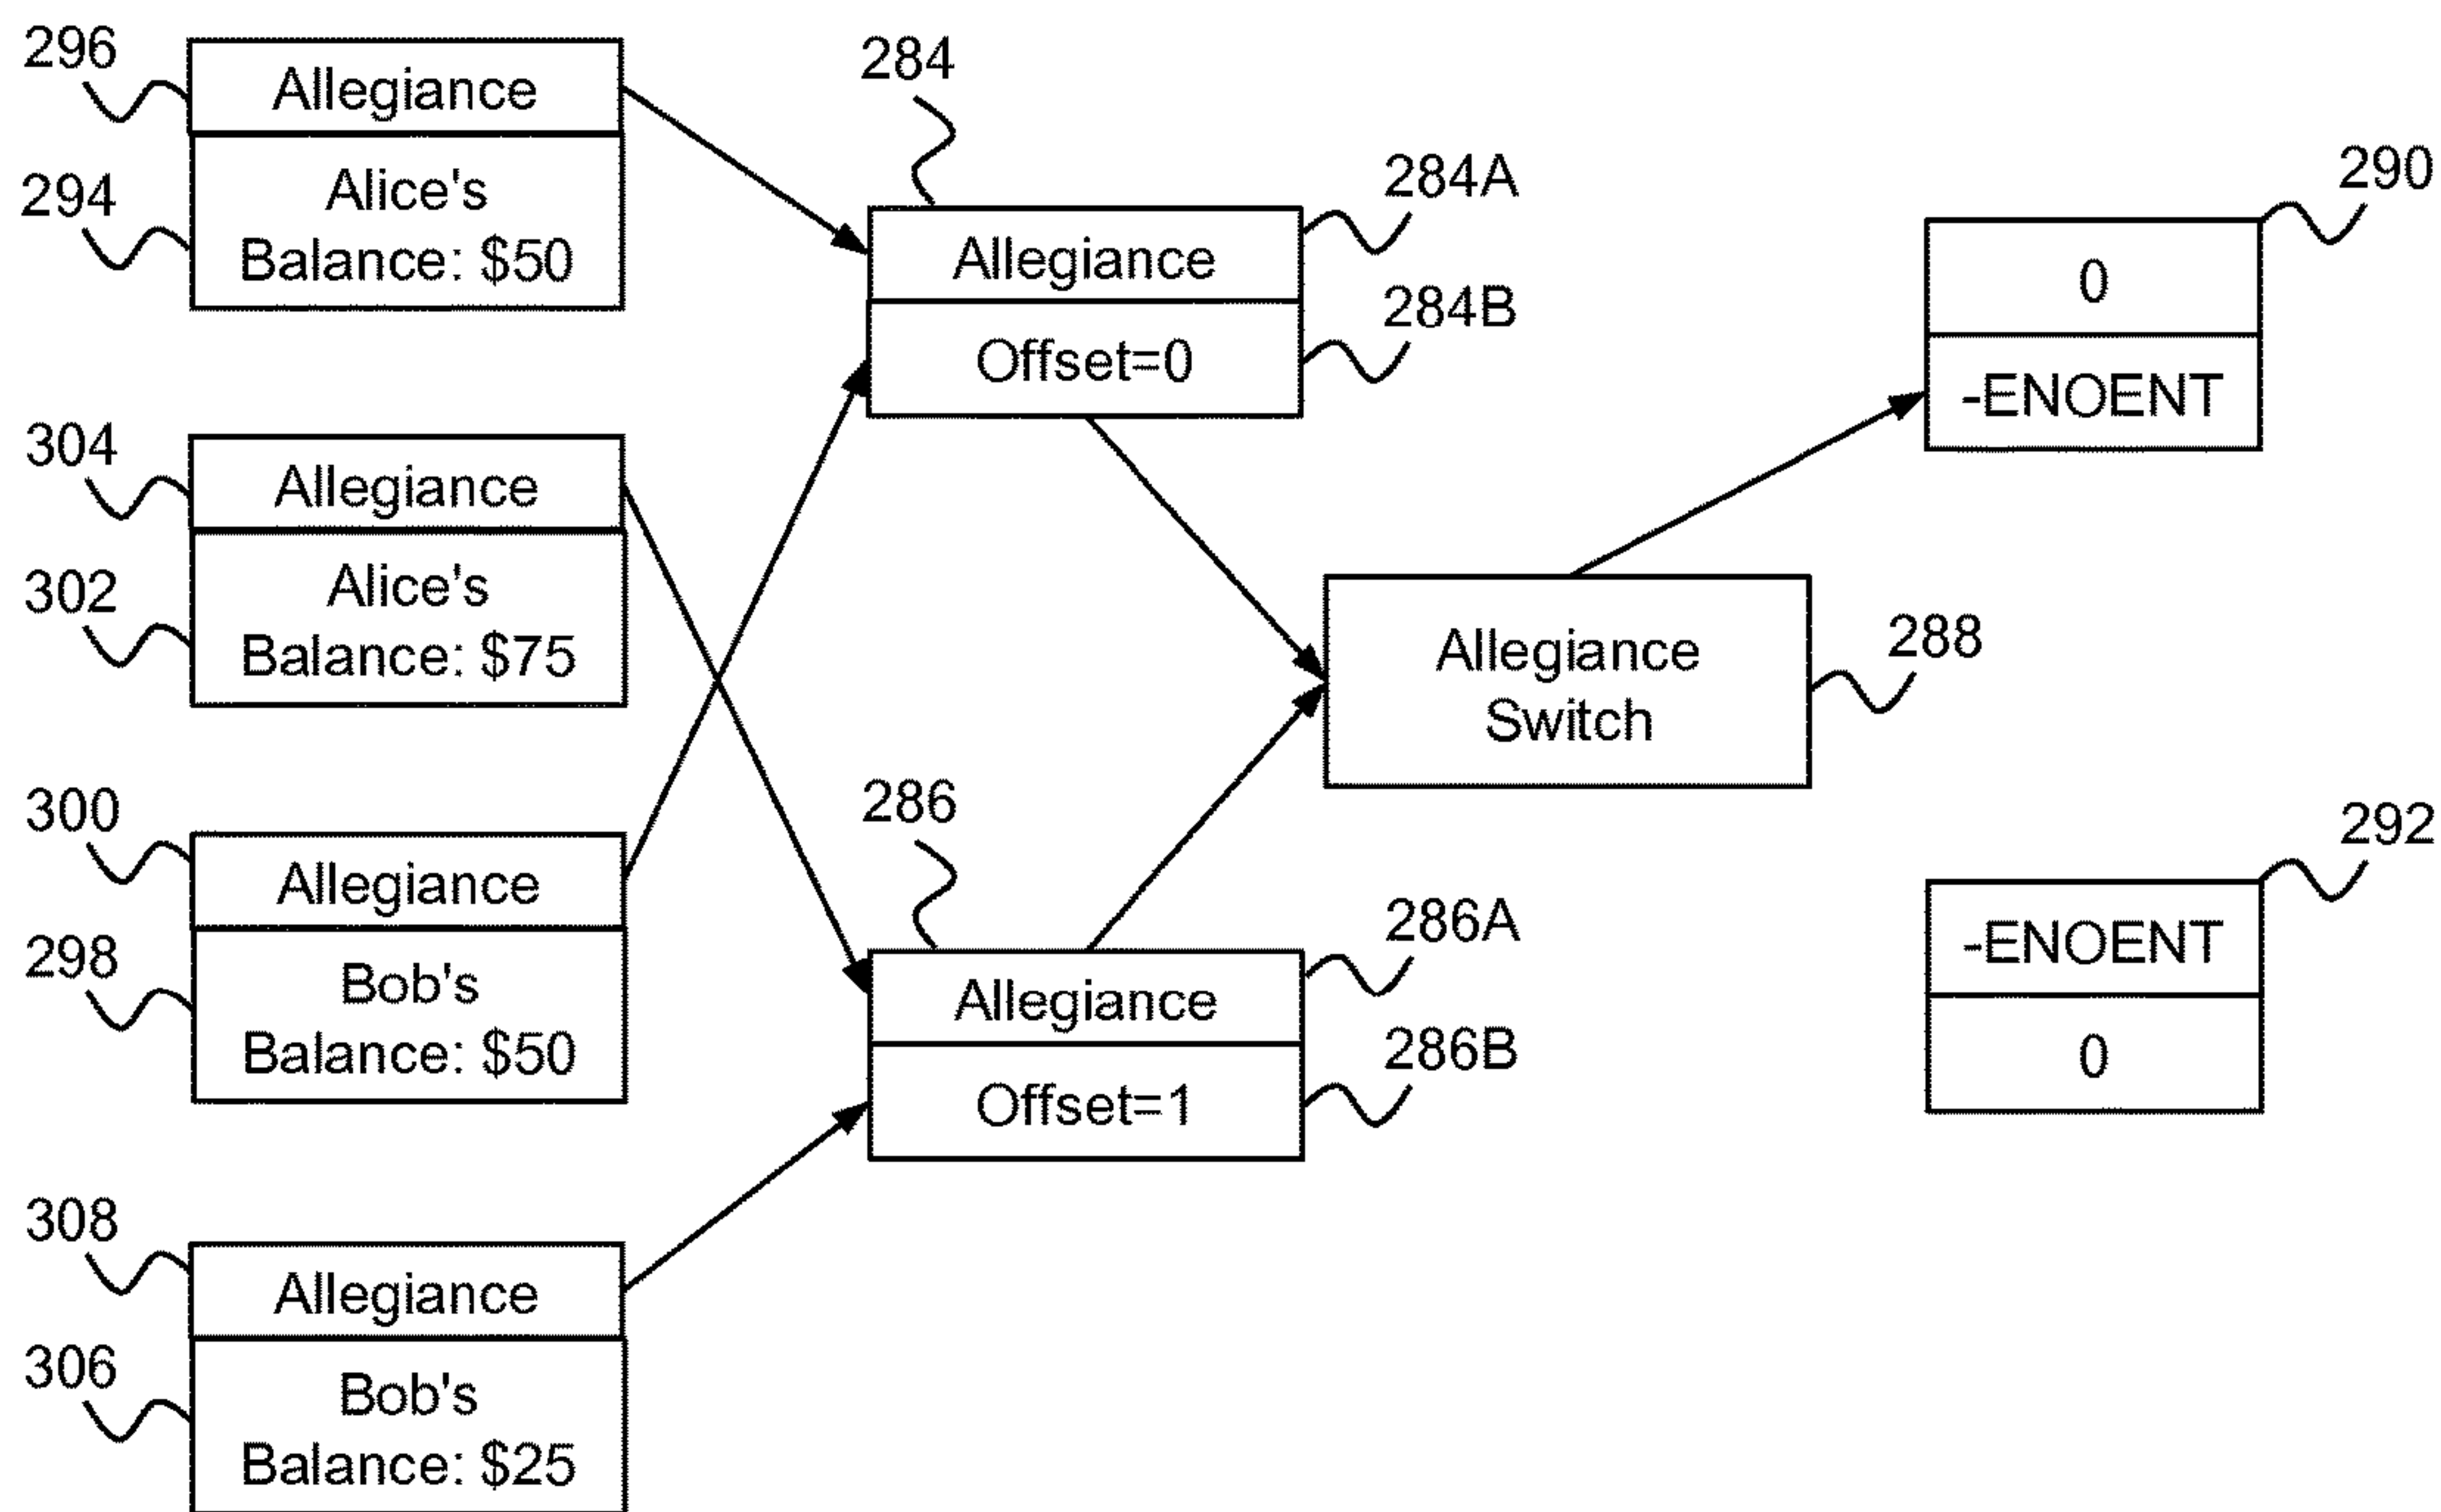 296
Allegiance
294
Alice's
Balance: $50
304
Allegiance
302
Alice's
Balance: $75
300
Allegiance
298
Bob's
Balance: $50
308
Allegiance
306
Bob's
Balance: $25
284
284A
Allegiance
284B
Offset=0
286
286A
Allegiance
286B
Offset=1
Allegiance
Switch
288
290
0
-ENOENT
292
-ENOENT
0